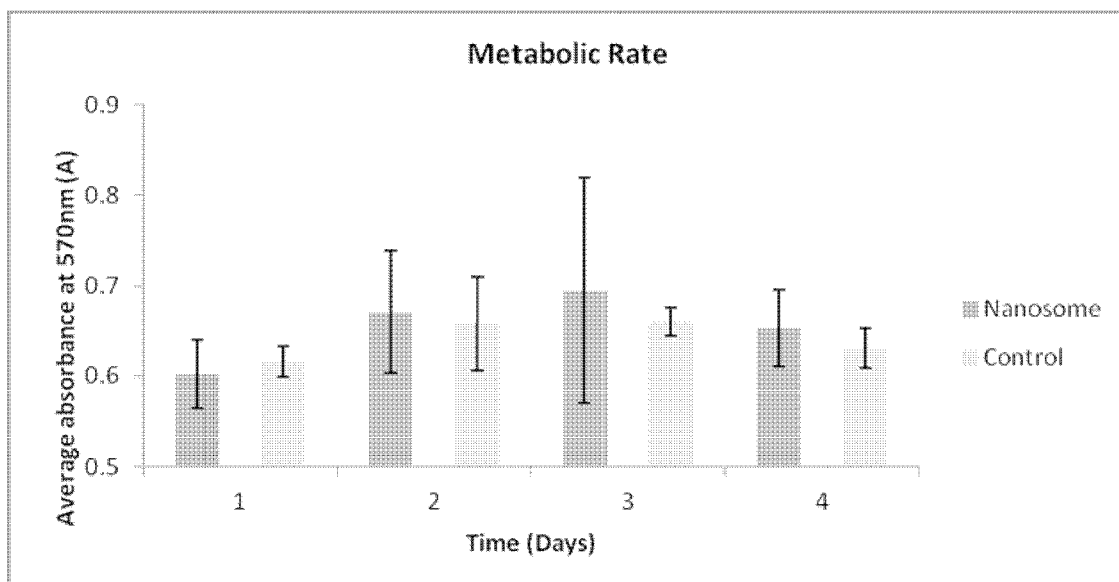 Metabolic Rate
Average absorbance at 570nm (A)
0.9
0.8
0.7
0.6
0.5
1 2 3 4
Time (Days)
Nanosome
Control